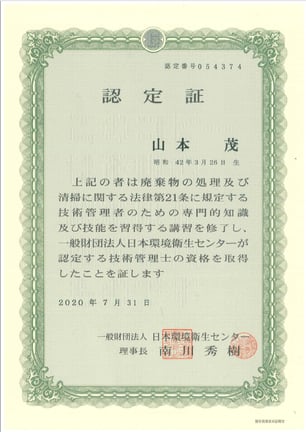 認定番号054374
認定証
山本 茂
昭和 42年3月26日 生
上記の者は廃棄物の処理及び
清掃に関する法律第21条に規定する
技術管理者のための専門的知識
及び技能を習得する講習を修了し、
一般財団法人日本環境衛生センターが
認定する技術管理士の資格を取得
したことを証します
2020 年 7 月 31 日
一般財団法人 日本環境衛生センター
理事長 南川秀樹